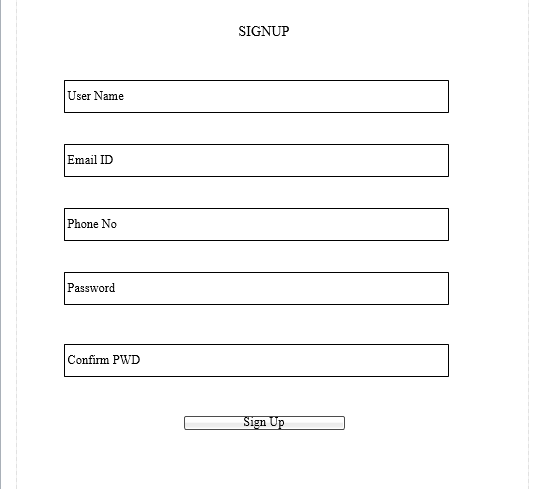 SIGNUP
User Name
Email ID
Phone No
Password
Confirm PWD
Sign Up